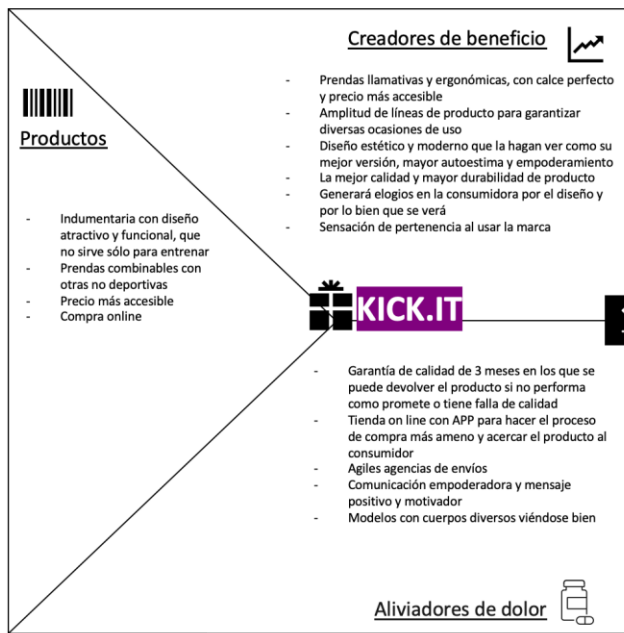 Creadores de beneficio
- Prendas llamativas y ergonómicas, con calce perfecto
y precio más accesible
- Amplitud de líneas de producto para garantizar
diversas ocasiones de uso
- Diseño estético y moderno que la hagan ver como su
mejor versión, mayor autoestima y empoderamiento
- La mejor calidad y mayor durabilidad de producto
- Generará elogios en la consumidora por el diseño y
por lo bien que se verá
- Sensación de pertenencia al usar la marca
Productos
- Indumentaria con diseño
atractivo y funcional, que
no sirve sólo para entrenar
- Prendas combinables con
otras no deportivas
- Precio más accesible
- Compra online
KICK.IT
- Garantía de calidad de 3 meses en los que se
puede devolver el producto si no performa
como promete o tiene falla de calidad
- Tienda on line con APP para hacer el proceso
de compra más ameno y acercar el producto al
consumidor
- Agiles agencias de envíos
- Comunicación empoderadora y mensaje
positivo y motivador
- Modelos con cuerpos diversos viéndose bien
Aliviadores de dolor